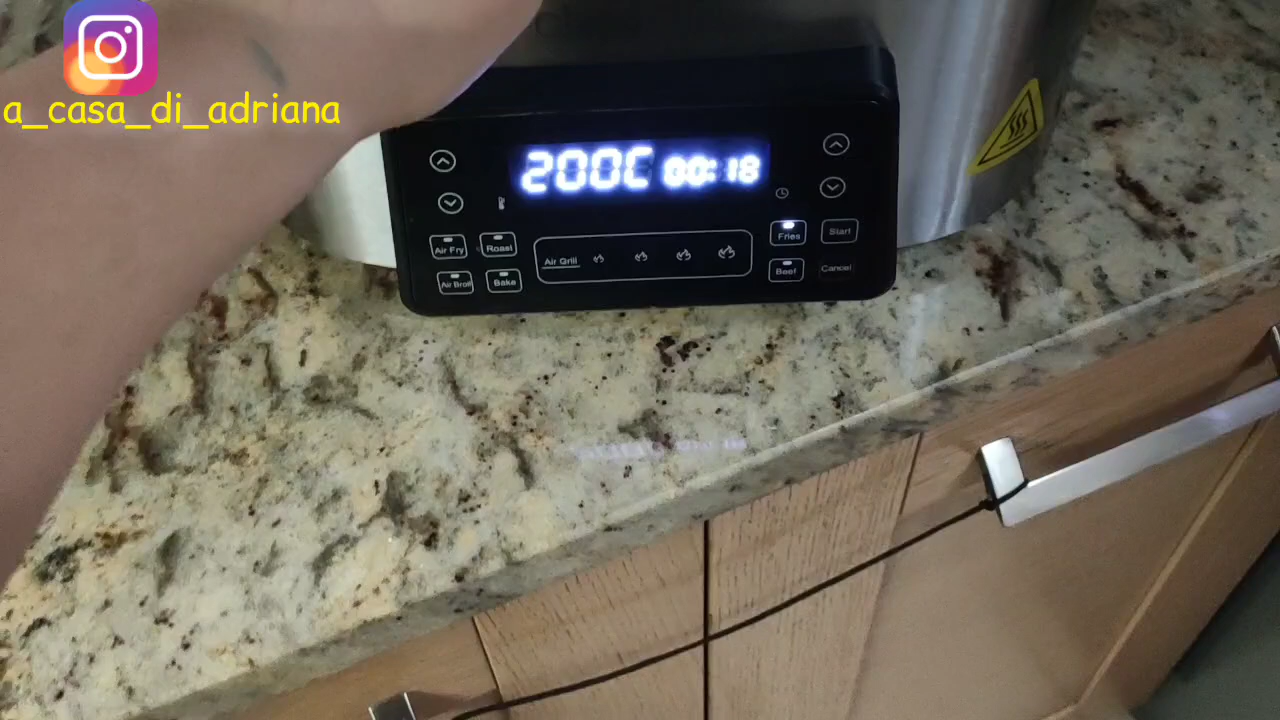 a_casa_di_adriana
200C 00:18
Air Fry
Roast
Air Broil
Bake
Air Grill
Fries
Start
Beef
Cancel